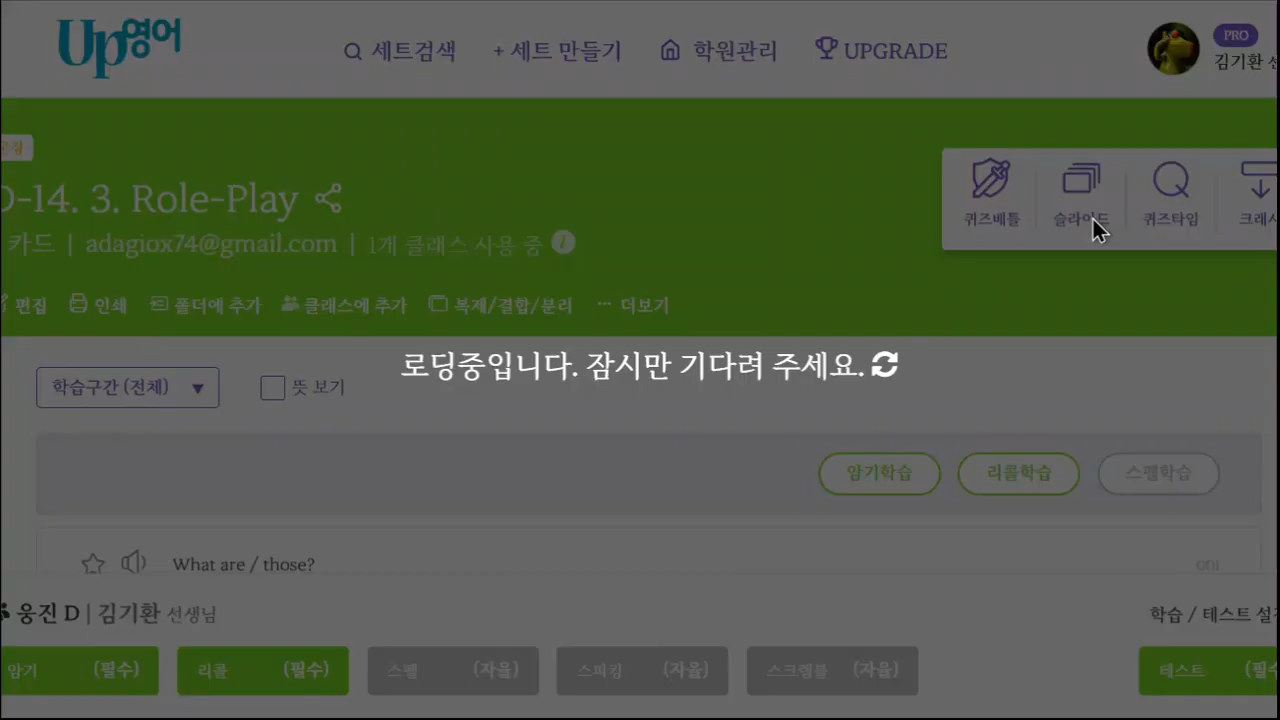 Up영어
세트검색
+ 세트 만들기
학원관리
UPGRADE
PRO
김기환
D-14. 3. Role-Play
카드 | adagiox74@gmail.com | 1개 클래스 사용 중
편집
인쇄
폴더에 추가
클래스에 추가
복제/결합/분리
더보기
퀴즈배틀
슬라이드
퀴즈타임
크래시
로딩중입니다. 잠시만 기다려 주세요.
학습구간 (전체)
뜻 보기
암기학습
리콜학습
스펠학습
What are / those?
001
웅진 D | 김기환 선생님
학습 / 테스트 설정
암기 (필수)
리콜 (필수)
스펠 (자율)
스피킹 (자율)
스크램블 (자율)
테스트